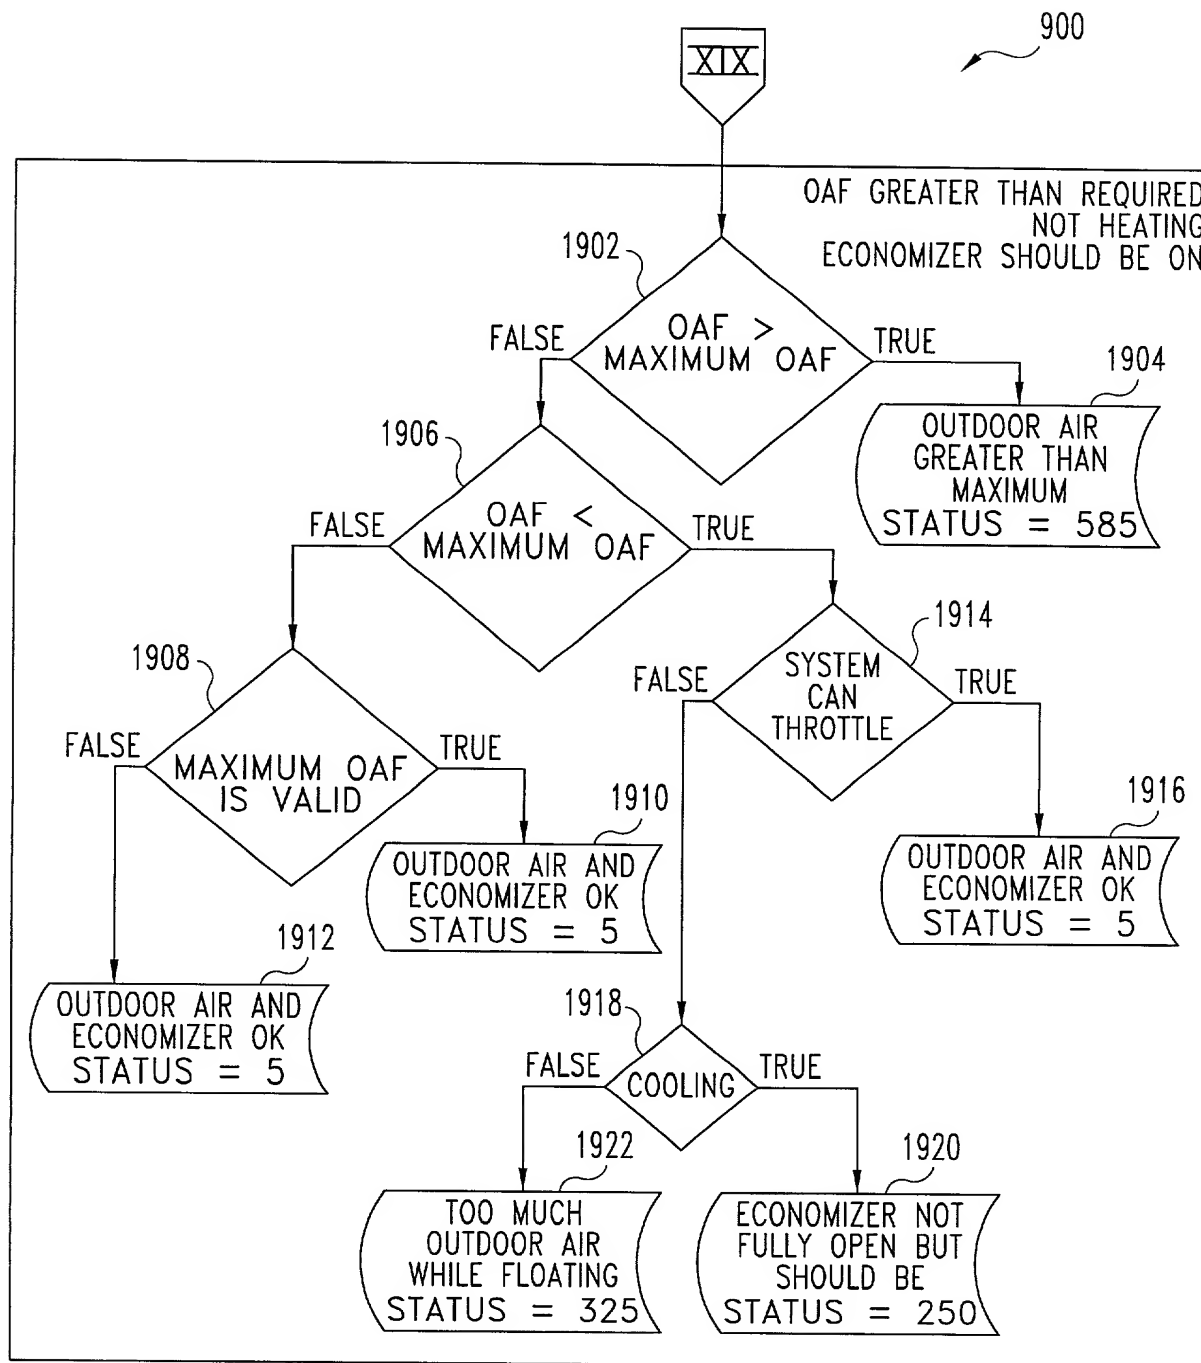 900
XIX
OAF GREATER THAN REQUIRED
NOT HEATING
ECONOMIZER SHOULD BE ON
1902
OAF >
MAXIMUM OAF
FALSE
TRUE
1904
OUTDOOR AIR
GREATER THAN
MAXIMUM
STATUS = 585
1906
OAF <
MAXIMUM OAF
FALSE
TRUE
1908
MAXIMUM OAF
IS VALID
FALSE
TRUE
1914
SYSTEM
CAN
THROTTLE
FALSE
TRUE
1910
OUTDOOR AIR AND
ECONOMIZER OK
STATUS = 5
1916
OUTDOOR AIR AND
ECONOMIZER OK
STATUS = 5
1912
OUTDOOR AIR AND
ECONOMIZER OK
STATUS = 5
1918
COOLING
FALSE
TRUE
1922
TOO MUCH
OUTDOOR AIR
WHILE FLOATING
STATUS = 325
1920
ECONOMIZER NOT
FULLY OPEN BUT
SHOULD BE
STATUS = 250